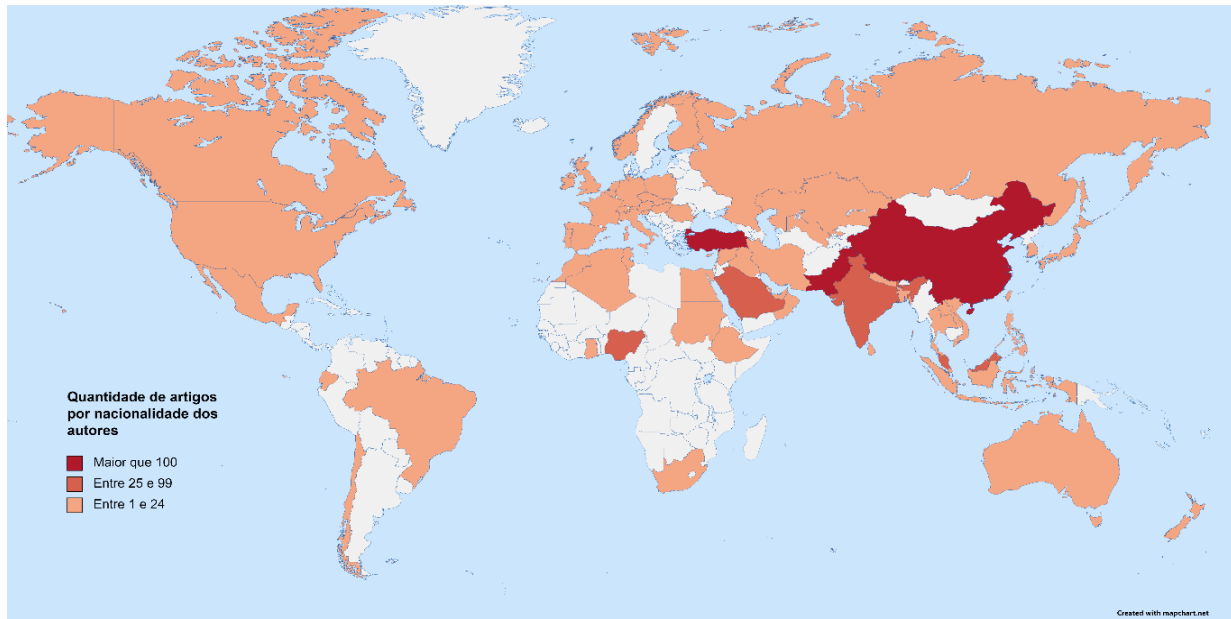 Quantidade de artigos
por nacionalidade dos
autores
Maior que 100
Entre 25 e 99
Entre 1 e 24
Created with mapchart.net